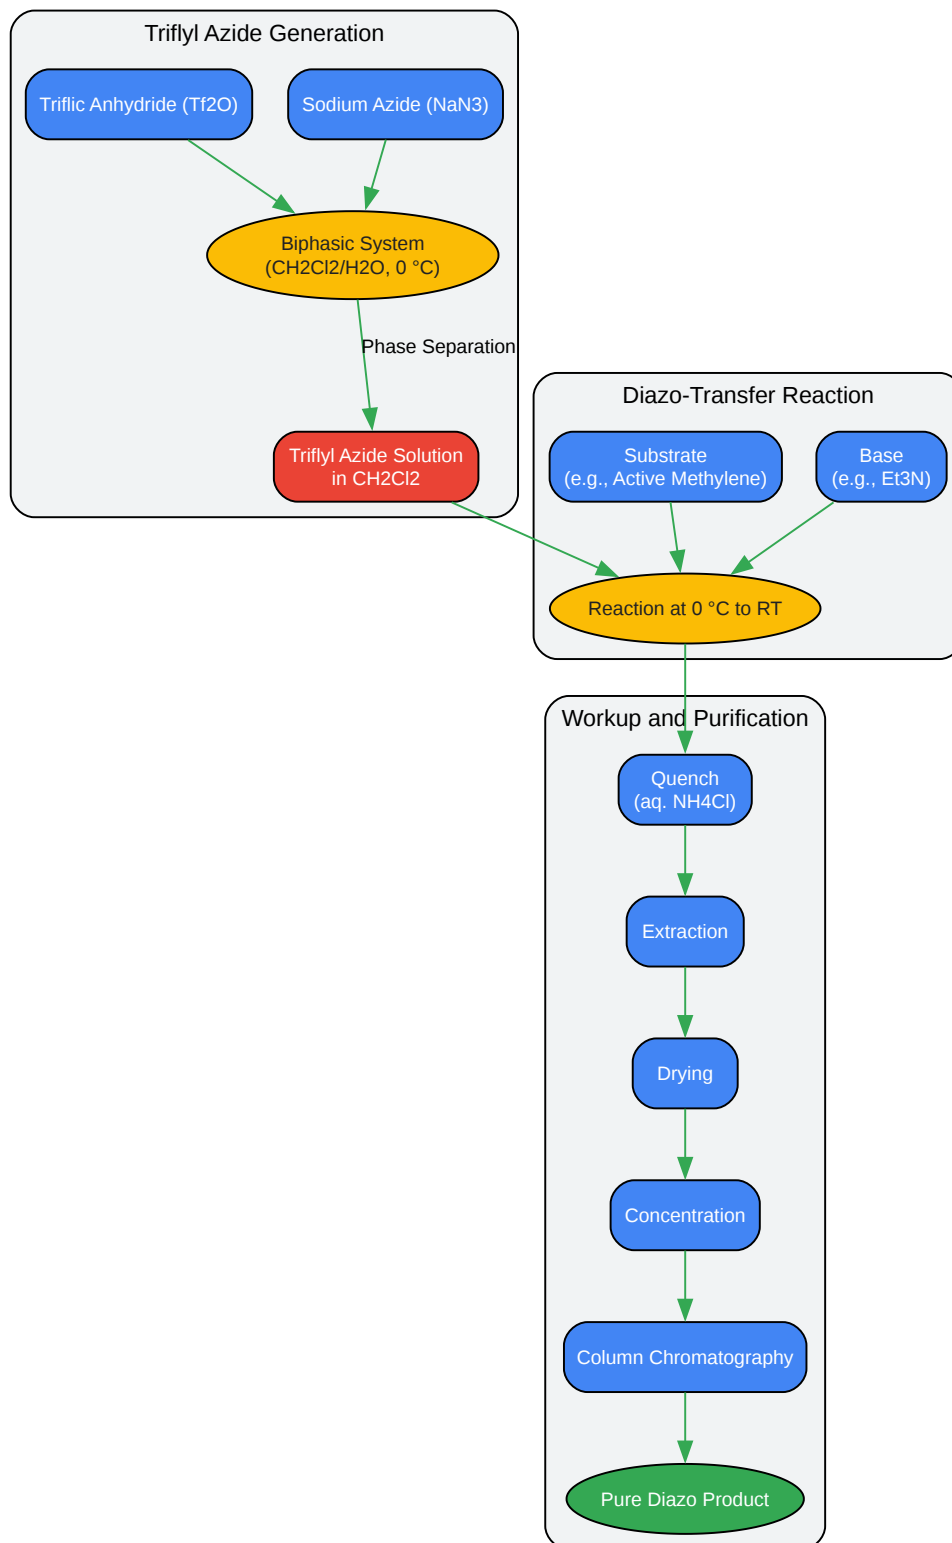 Triflyl Azide Generation
Triflic Anhydride (Tf2O)
Sodium Azide (NaN3)
Biphasic System
(CH2Cl2/H2O, 0 °C)
Phase Separation
Triflyl Azide Solution
in CH2Cl2
Diazo-Transfer Reaction
Substrate
(e.g., Active Methylene)
Base
(e.g., Et3N)
Reaction at 0 °C to RT
Workup and Purification
Quench
(aq. NH4Cl)
Extraction
Drying
Concentration
Column Chromatography
Pure Diazo Product